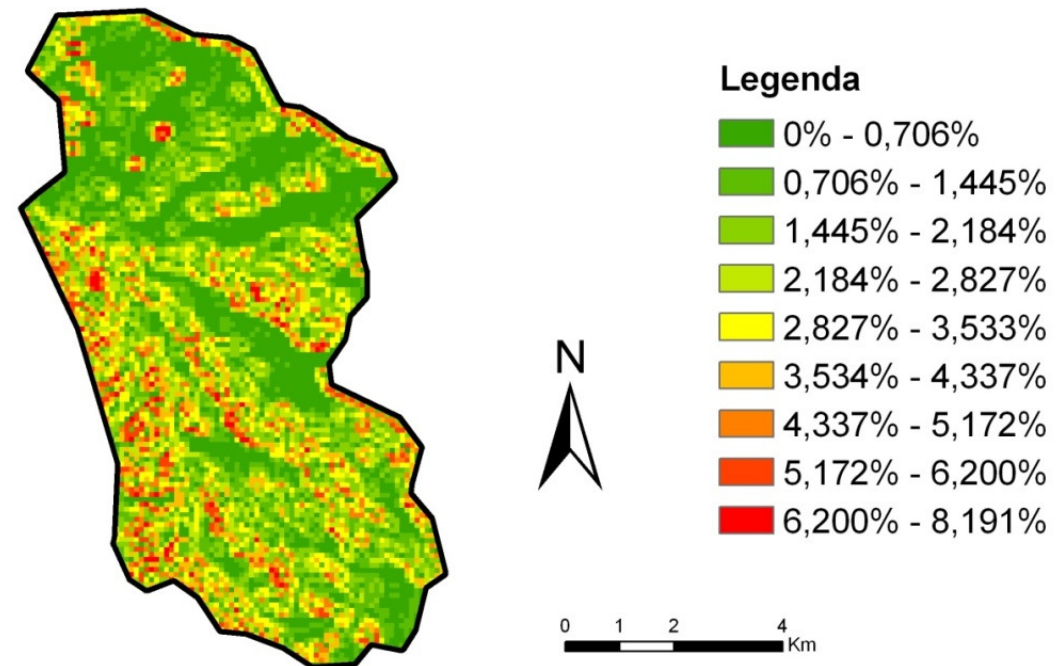 Legenda
0% - 0,706%
0,706% - 1,445%
1,445% - 2,184%
2,184% - 2,827%
2,827% - 3,533%
3,534% - 4,337%
4,337% - 5,172%
5,172% - 6,200%
6,200% - 8,191%
N
0 1 2 4
Km